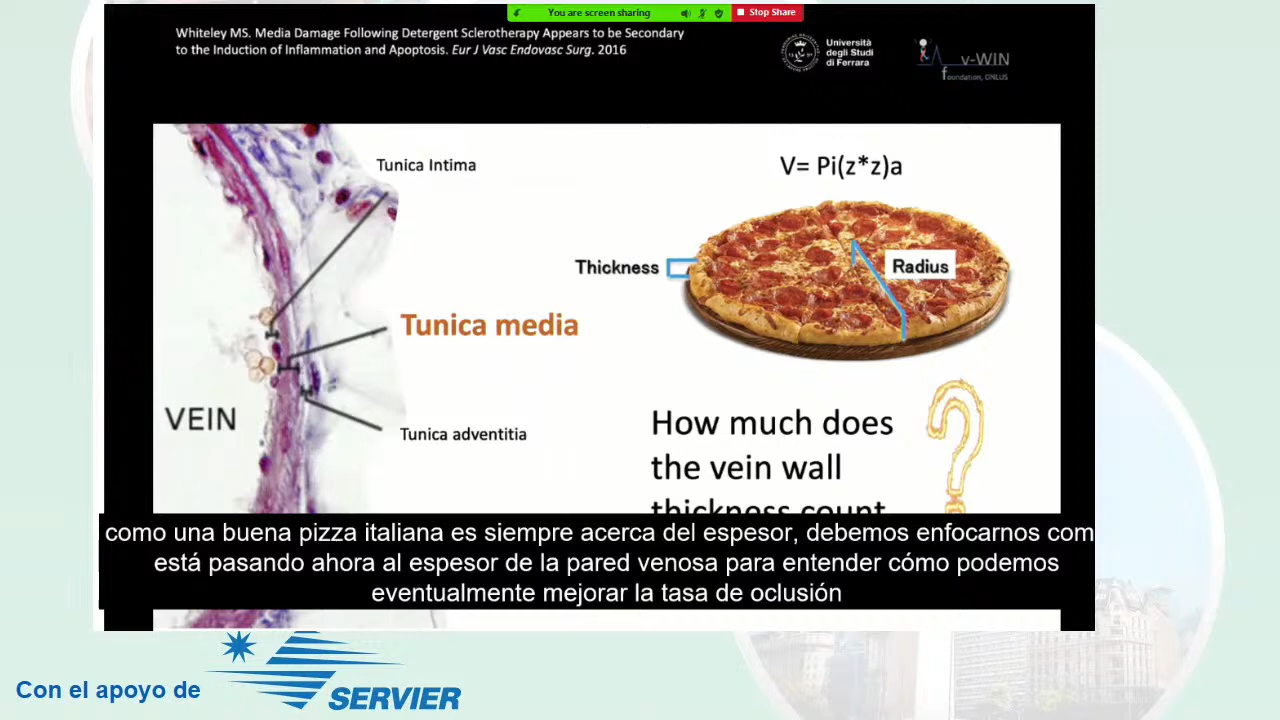 You are screen sharing
Stop Share
Whiteley MS. Media Damage Following Detergent Sclerotherapy Appears to be Secondary
to the Induction of Inflammation and Apoptosis. Eur J Vasc Endovasc Surg. 2016
Università
degli Studi
di Ferrara
v-WIN
foundation, ONLUS
Tunica Intima
V= Pi(z*z)a
Thickness
Radius
Tunica media
VEIN
Tunica adventitia
How much does
the vein wall
thickness count
como una buena pizza italiana es siempre acerca del espesor, debemos enfocarnos com
está pasando ahora al espesor de la pared venosa para entender cómo podemos
eventualmente mejorar la tasa de oclusión
Con el apoyo de
SERVIER